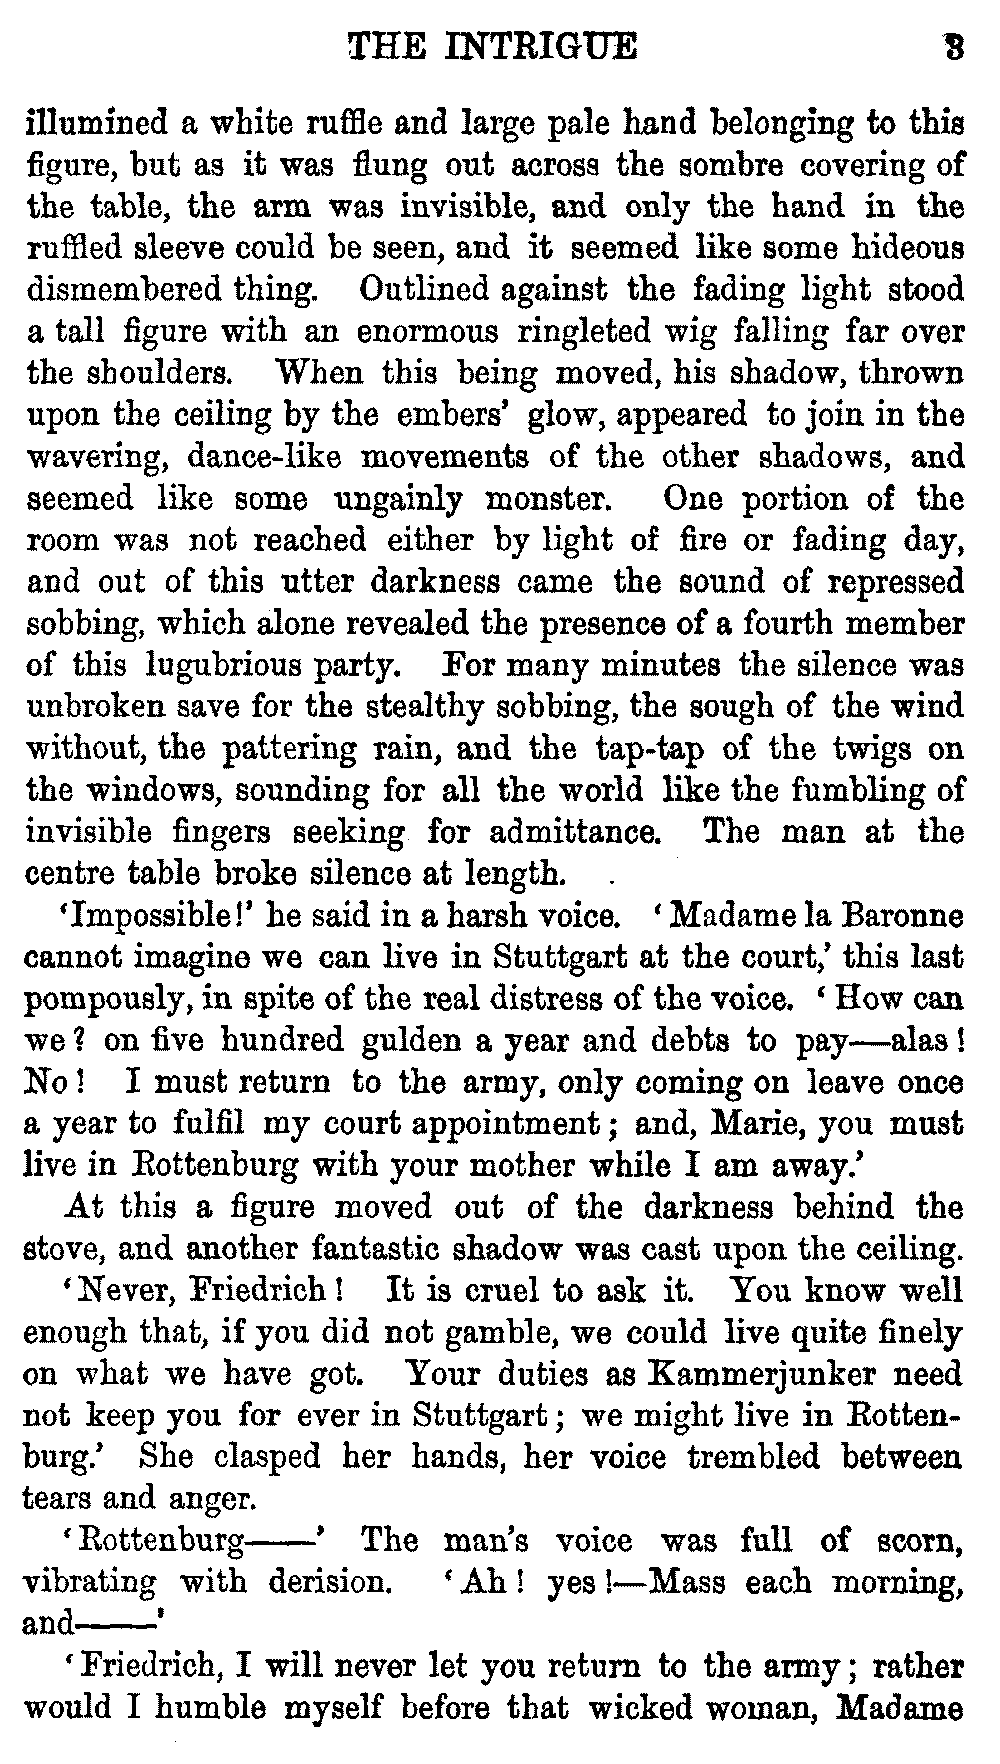 THE INTRIGUE 3
illumined a white ruffle and large pale hand belonging to this
figure, but as it was flung out across the sombre covering of
the table, the arm was invisible, and only the hand in the
ruffled sleeve could be seen, and it seemed like some hideous
dismembered thing. Outlined against the fading light stood
a tall figure with an enormous ringleted wig falling far over
the shoulders. When this being moved, his shadow, thrown
upon the ceiling by the embers' glow, appeared to join in the
wavering, dance-like movements of the other shadows, and
seemed like some ungainly monster. One portion of the
room was not reached either by light of fire or fading day,
and out of this utter darkness came the sound of repressed
sobbing, which alone revealed the presence of a fourth member
of this lugubrious party. For many minutes the silence was
unbroken save for the stealthy sobbing, the sough of the wind
without, the pattering rain, and the tap-tap of the twigs on
the windows, sounding for all the world like the fumbling of
invisible fingers seeking for admittance. The man at the
centre table broke silence at length.
'Impossible!' he said in a harsh voice. 'Madame la Baronne
cannot imagine we can live in Stuttgart at the court,' this last
pompously, in spite of the real distress of the voice. 'How can
we? on five hundred gulden a year and debts to pay—alas!
No! I must return to the army, only coming on leave once
a year to fulfil my court appointment; and, Marie, you must
live in Rottenburg with your mother while I am away.'
At this a figure moved out of the darkness behind the
stove, and another fantastic shadow was cast upon the ceiling.
'Never, Friedrich! It is cruel to ask it. You know well
enough that, if you did not gamble, we could live quite finely
on what we have got. Your duties as Kammerjunker need
not keep you for ever in Stuttgart; we might live in Rotten-
burg.' She clasped her hands, her voice trembled between
tears and anger.
'Rottenburg——' The man's voice was full of scorn,
vibrating with derision. 'Ah! yes!—Mass each morning,
and——'
'Friedrich, I will never let you return to the army; rather
would I humble myself before that wicked woman, Madame